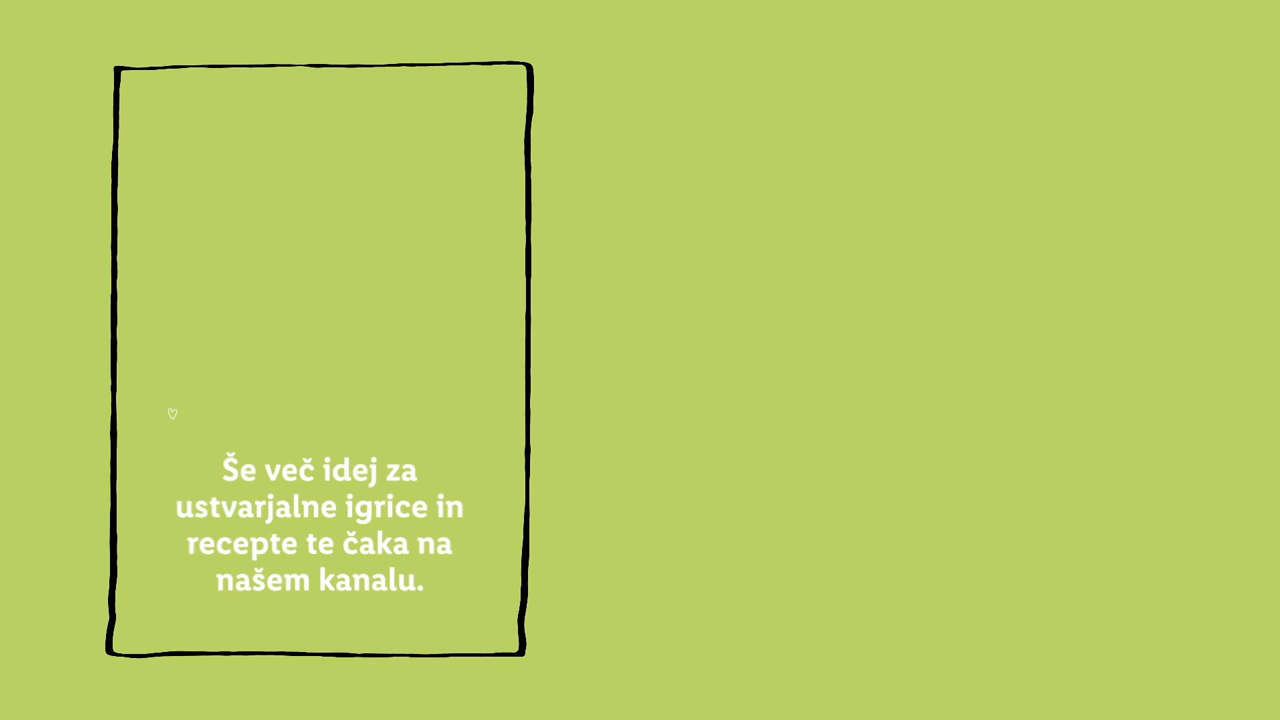 Še več idej za
ustvarjalne igrice in
recepte te čaka na
našem kanalu.